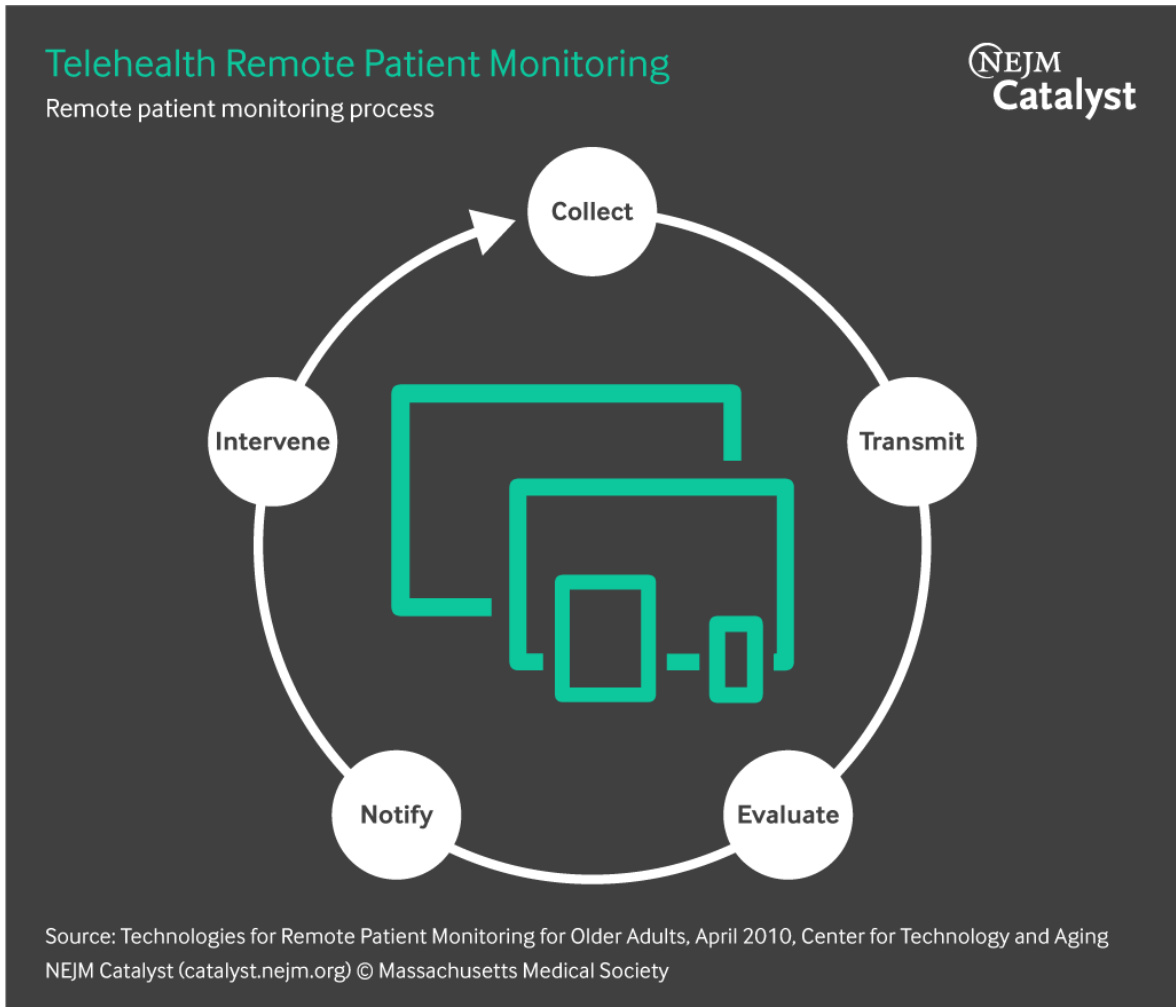 Telehealth Remote Patient Monitoring
Remote patient monitoring process
NEJM
Catalyst
Collect
Transmit
Evaluate
Notify
Intervene
Source: Technologies for Remote Patient Monitoring for Older Adults, April 2010, Center for Technology and Aging
NEJM Catalyst (catalyst.nejm.org) © Massachusetts Medical Society